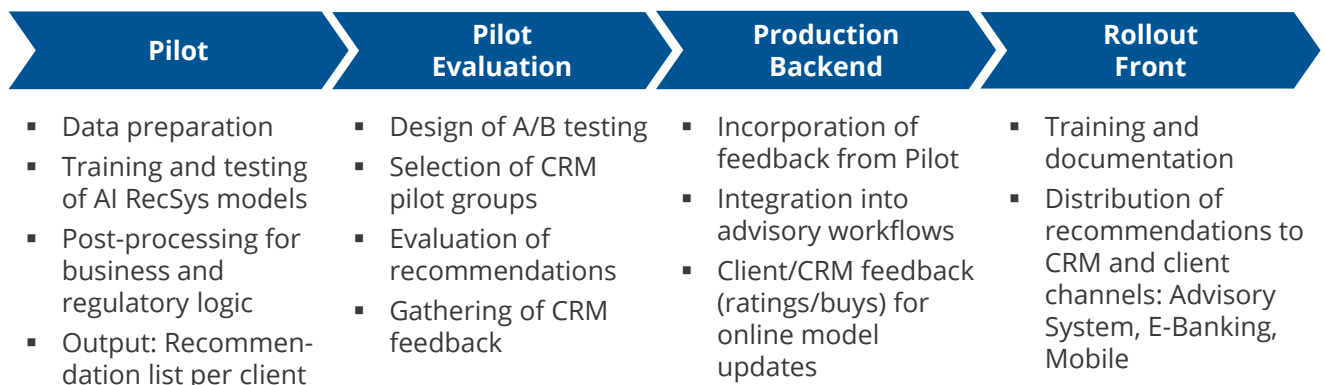 Pilot
▪ Data preparation
▪ Training and testing
of AI RecSys models
▪ Post-processing for
business and
regulatory logic
▪ Output: Recommen-
dation list per client
Pilot
Evaluation
▪ Design of A/B testing
▪ Selection of CRM
pilot groups
▪ Evaluation of
recommendations
▪ Gathering of CRM
feedback
Production
Backend
▪ Incorporation of
feedback from Pilot
▪ Integration into
advisory workflows
▪ Client/CRM feedback
(ratings/buys) for
online model
updates
Rollout
Front
▪ Training and
documentation
▪ Distribution of
recommendations to
CRM and client
channels: Advisory
System, E-Banking,
Mobile